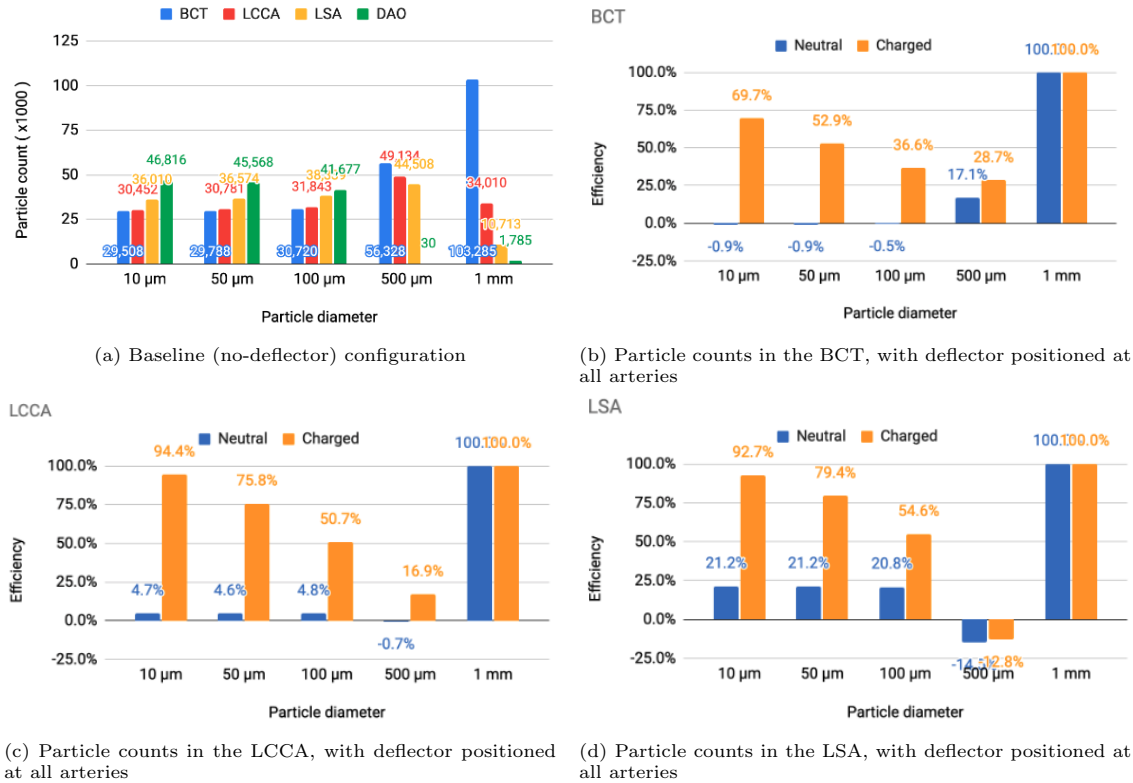 BCT LCCA LSA DAO
125
100
75
50
25
0
Particle count ( x1000 )
29,508 30,452 36,010 46,816
30,781 36,574 45,568
30,720 31,843 41,677
56,328 49,134 44,508 30
103,285 34,010 1,785
10 µm 50 µm 100 µm 500 µm 1 mm
Particle diameter
(a) Baseline (no-deflector) configuration
BCT
Neutral Charged
100.0%
75.0%
50.0%
25.0%
0.0%
-25.0%
Efficiency
-0.9% 69.7%
-0.9% 52.9%
-0.5% 36.6%
17.1% 28.7%
100.0%
10 µm 50 µm 100 µm 500 µm 1 mm
Particle diameter
(b) Particle counts in the BCT, with deflector positioned at
all arteries
LCCA
Neutral Charged
100.0%
75.0%
50.0%
25.0%
0.0%
-25.0%
Efficiency
4.7% 94.4%
4.6% 75.8%
4.8% 50.7%
-0.7% 16.9%
100.0%
10 µm 50 µm 100 µm 500 µm 1 mm
Particle diameter
(c) Particle counts in the LCCA, with deflector positioned
at all arteries
LSA
Neutral Charged
100.0%
75.0%
50.0%
25.0%
0.0%
-25.0%
Efficiency
21.2% 92.7%
21.2% 79.4%
20.8% 54.6%
100.0%
10 µm 50 µm 100 µm 500 µm 1 mm
Particle diameter
(d) Particle counts in the LSA, with deflector positioned at
all arteries